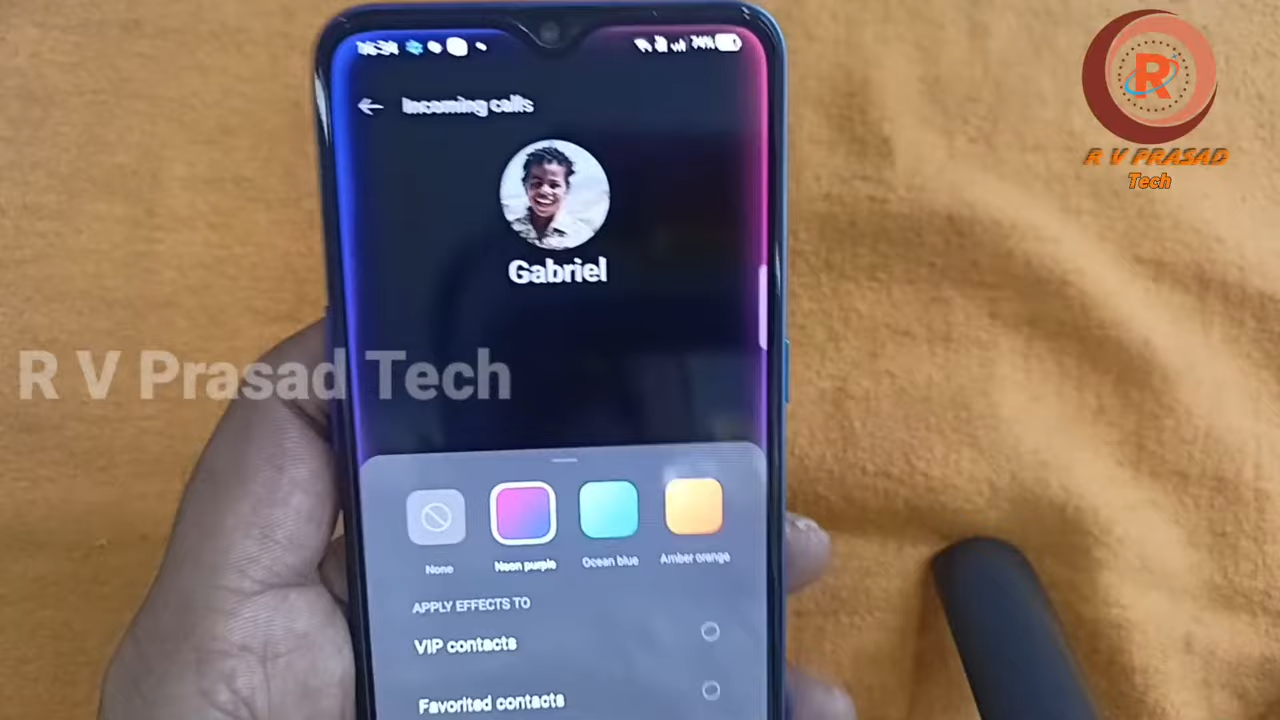 74%
Incoming calls
R
R V PRASAD
Tech
Gabriel
R V Prasad Tech
None
Neon purple
Ocean blue
Amber orange
APPLY EFFECTS TO
VIP contacts
Favorited contacts